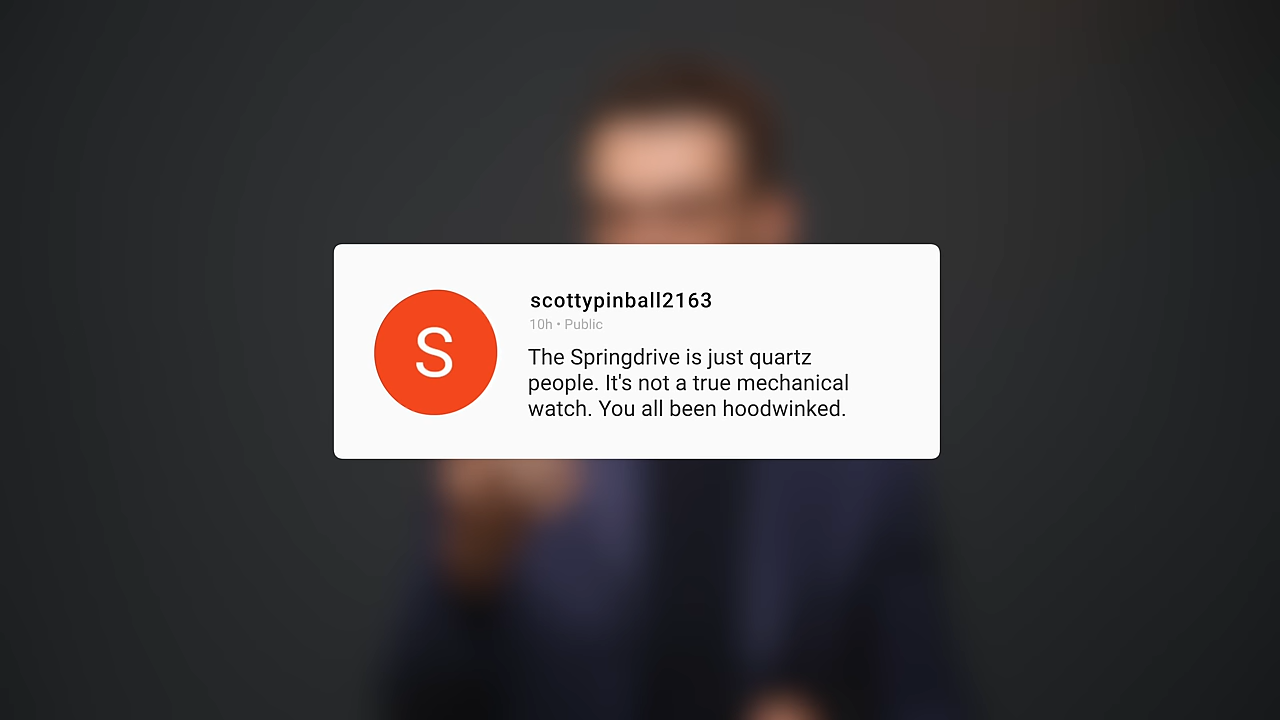 S
scottypinball2163
10h • Public
The Springdrive is just quartz
people. It's not a true mechanical
watch. You all been hoodwinked.